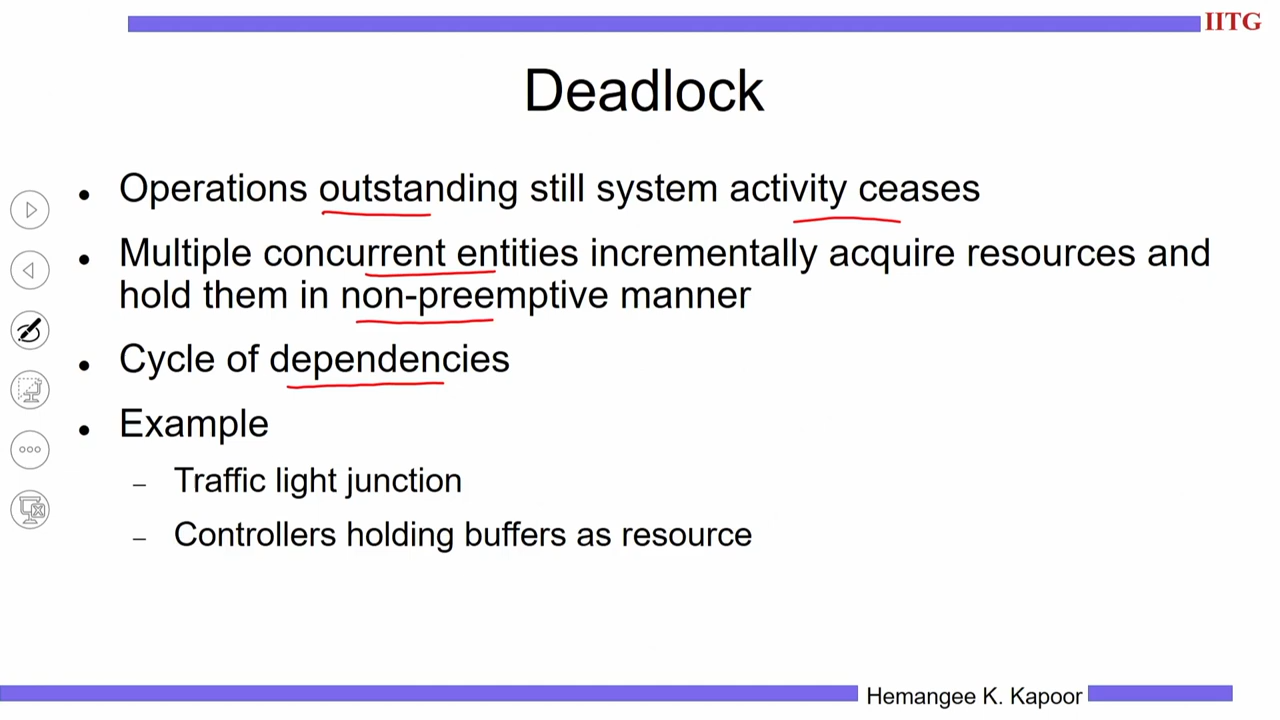 IITG
Deadlock
• Operations outstanding still system activity ceases
• Multiple concurrent entities incrementally acquire resources and
hold them in non-preemptive manner
• Cycle of dependencies
• Example
– Traffic light junction
– Controllers holding buffers as resource
Hemangee K. Kapoor